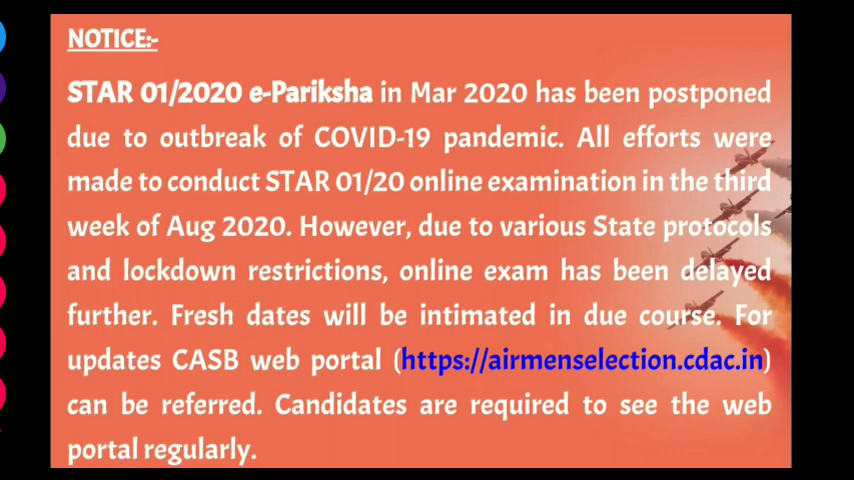 NOTICE:-
STAR 01/2020 e-Pariksha in Mar 2020 has been postponed
due to outbreak of COVID-19 pandemic. All efforts were
made to conduct STAR 01/20 online examination in the third
week of Aug 2020. However, due to various State protocols
and lockdown restrictions, online exam has been delayed
further. Fresh dates will be intimated in due course. For
updates CASB web portal (https://airmenselection.cdac.in)
can be referred. Candidates are required to see the web
portal regularly.